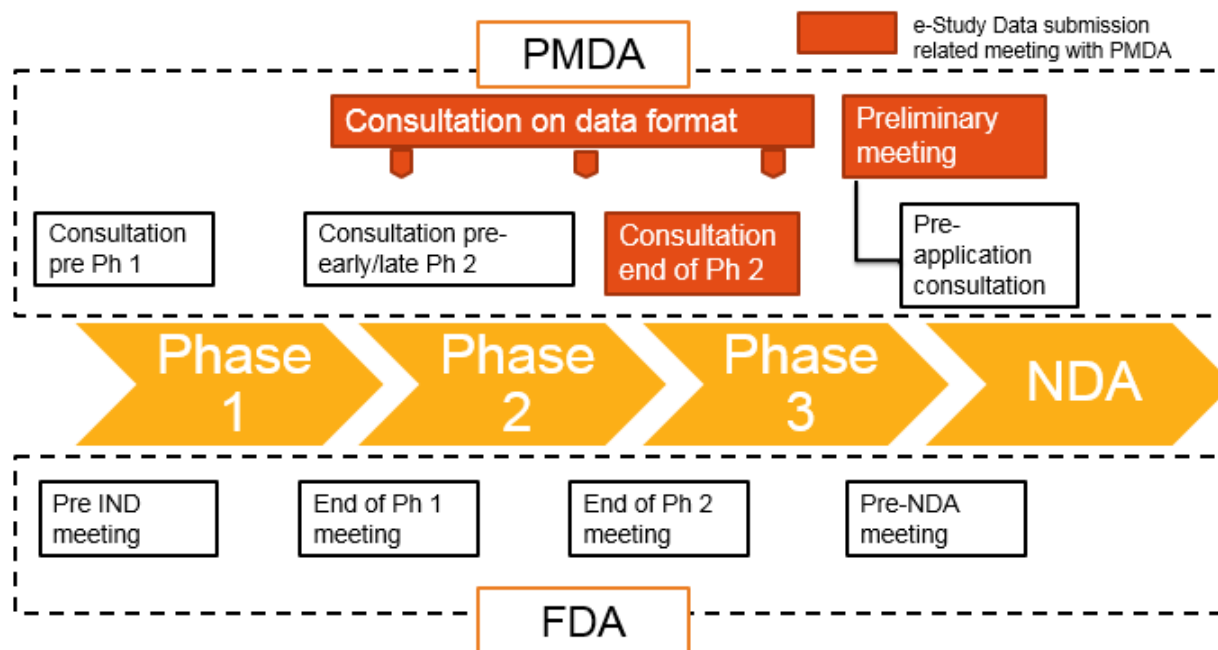 PMDA
e-Study Data submission
related meeting with PMDA
Consultation on data format
Preliminary
meeting
Consultation
pre Ph 1
Consultation pre-
early/late Ph 2
Consultation
end of Ph 2
Pre-
application
consultation
Phase
1
Phase
2
Phase
3
NDA
Pre IND
meeting
End of Ph 1
meeting
End of Ph 2
meeting
Pre-NDA
meeting
FDA